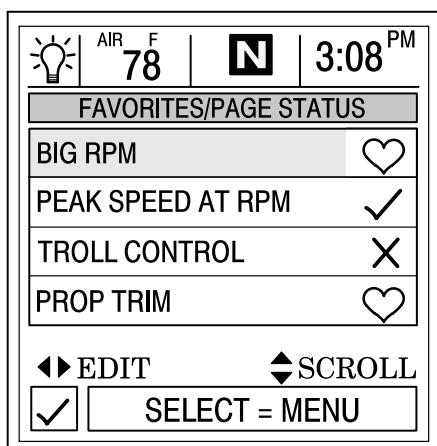 AIR F 78 N 3:08 PM
FAVORITES/PAGE STATUS
BIG RPM
PEAK SPEED AT RPM
TROLL CONTROL
PROP TRIM
EDIT SCROLL
SELECT = MENU